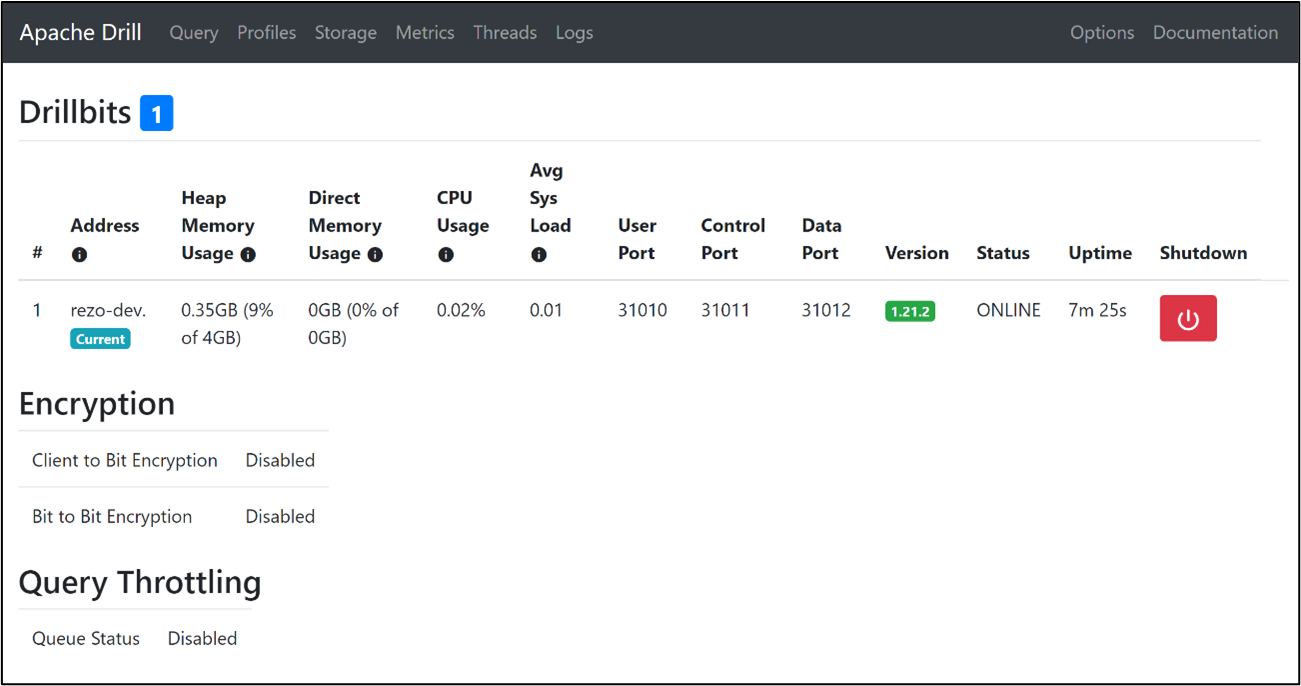 Apache Drill Query Profiles Storage Metrics Threads Logs Options Documentation
Drillbits 1
# Address Heap Memory Usage Direct Memory Usage CPU Usage Avg Sys Load User Port Control Port Data Port Version Status Uptime Shutdown
1 rezo-dev. 0.35GB (9% 0GB (0% of 0.02% 0.01 31010 31011 31012 1.21.2 ONLINE 7m 25s
Current of 4GB) 0GB)
Encryption
Client to Bit Encryption Disabled
Bit to Bit Encryption Disabled
Query Throttling
Queue Status Disabled